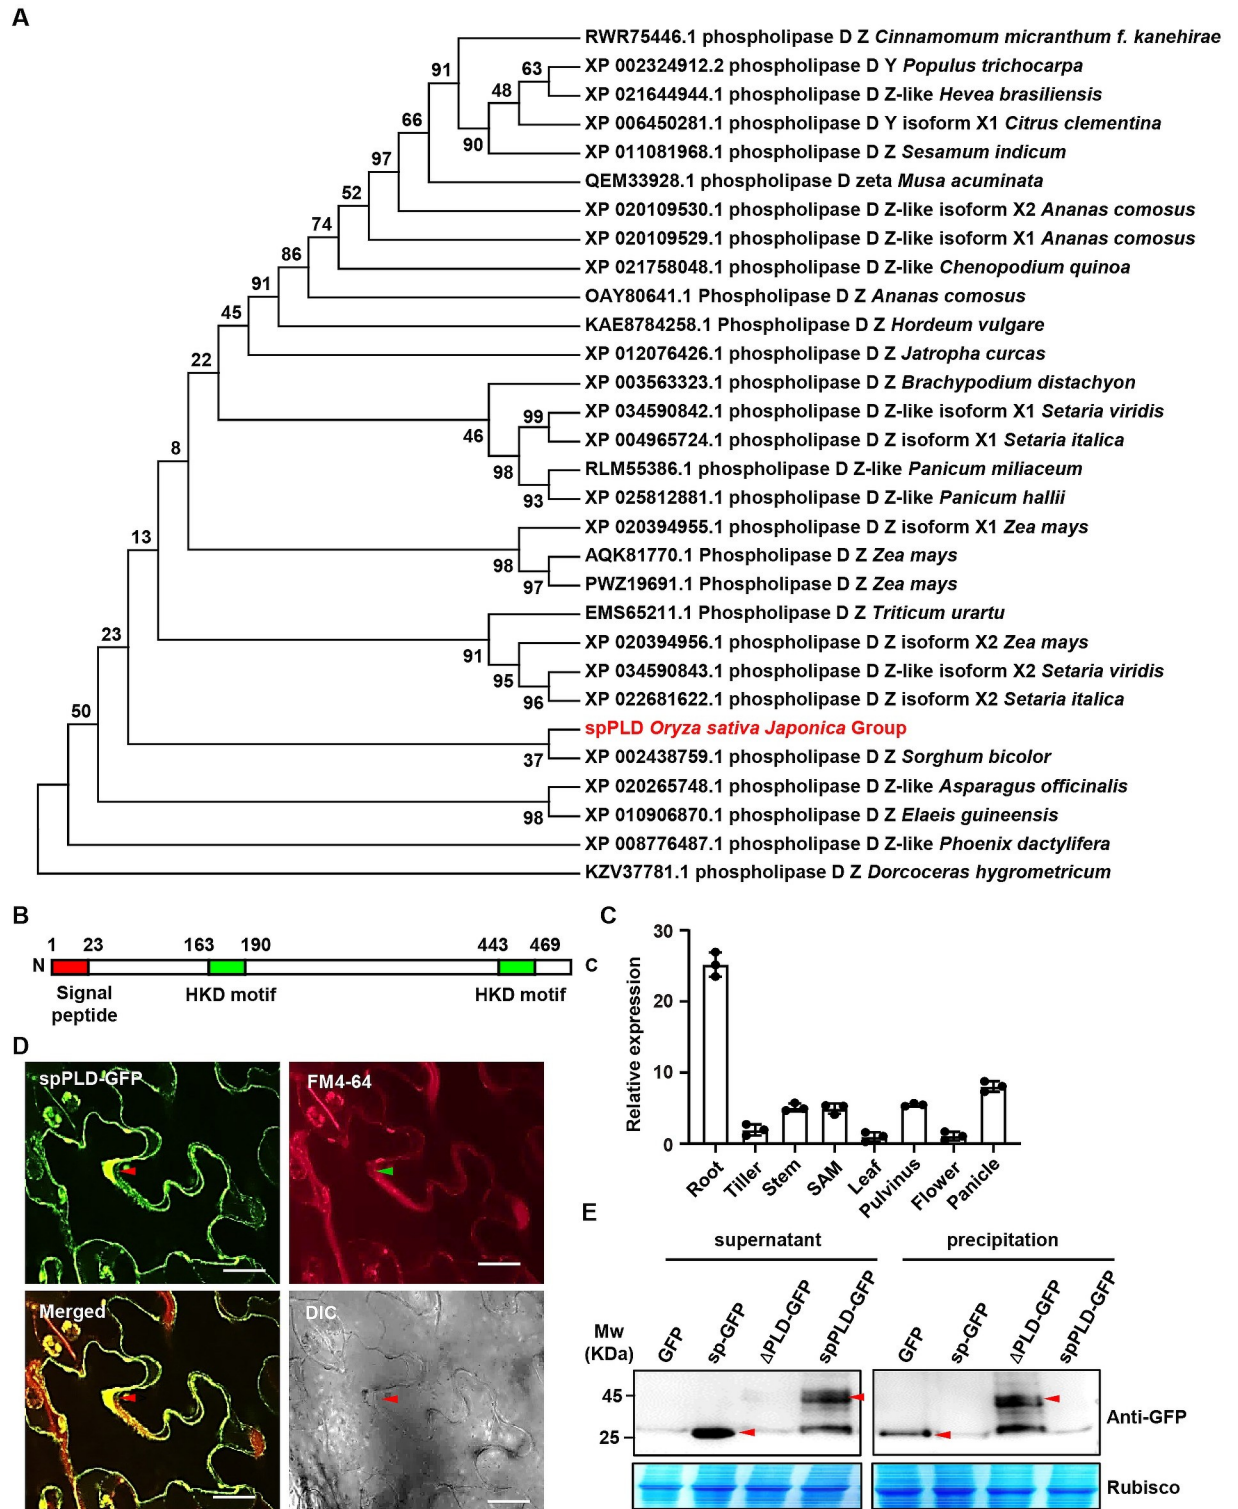 A
RWR75446.1 phospholipase D Z Cinnamomum micranthum f. kanehirae
XP 002324912.2 phospholipase D Y Populus trichocarpa
XP 021644944.1 phospholipase D Z-like Hevea brasiliensis
XP 006450281.1 phospholipase D Y isoform X1 Citrus clementina
XP 011081968.1 phospholipase D Z Sesamum indicum
QEM33928.1 phospholipase D zeta Musa acuminata
XP 020109530.1 phospholipase D Z-like isoform X2 Ananas comosus
XP 020109529.1 phospholipase D Z-like isoform X1 Ananas comosus
XP 021758048.1 phospholipase D Z-like Chenopodium quinoa
OAY80641.1 Phospholipase D Z Ananas comosus
KAE8784258.1 Phospholipase D Z Hordeum vulgare
XP 012076426.1 phospholipase D Z Jatropha curcas
XP 003563323.1 phospholipase D Z Brachypodium distachyon
XP 034590842.1 phospholipase D Z-like isoform X1 Setaria viridis
XP 004965724.1 phospholipase D Z isoform X1 Setaria italica
RLM55386.1 phospholipase D Z-like Panicum miliaceum
XP 025812881.1 phospholipase D Z-like Panicum hallii
XP 020394955.1 phospholipase D Z isoform X1 Zea mays
AQK81770.1 Phospholipase D Z Zea mays
PWZ19691.1 Phospholipase D Z Zea mays
EMS65211.1 Phospholipase D Z Triticum urartu
XP 020394956.1 phospholipase D Z isoform X2 Zea mays
XP 034590843.1 phospholipase D Z-like isoform X2 Setaria viridis
XP 022681622.1 phospholipase D Z isoform X2 Setaria italica
spPLD Oryza sativa Japonica Group
XP 002438759.1 phospholipase D Z Sorghum bicolor
XP 020265748.1 phospholipase D Z-like Asparagus officinalis
XP 010906870.1 phospholipase D Z Elaeis guineensis
XP 008776487.1 phospholipase D Z-like Phoenix dactylifera
KZV37781.1 phospholipase D Z Dorcoceras hygrometricum
91
63
48
90
66
97
52
74
86
91
45
22
46
99
98
93
8
98
97
13
91
95
96
23
37
50
98
B
1 23 163 190 443 469
N C
Signal
peptide
HKD motif
HKD motif
C
Relative expression
30
20
10
0
Root
Tiller
Stem
SAM
Leaf
Pulvinus
Flower
Panicle
D
spPLD-GFP
FM4-64
Merged
DIC
E
supernatant
precipitation
Mw
(KDa)
GFP
sp-GFP
ΔPLD-GFP
spPLD-GFP
GFP
sp-GFP
ΔPLD-GFP
spPLD-GFP
45
25
Anti-GFP
Rubisco